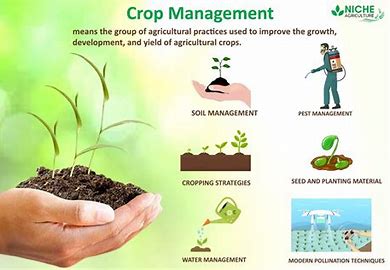 Crop Management
NICHE
AGRICULTURE
means the group of agricultural practices used to improve the growth,
development, and yield of agricultural crops.
SOIL MANAGEMENT
PEST MANAGEMENT
CROPPING STRATEGIES
SEED AND PLANTING MATERIAL
WATER MANAGEMENT
MODERN POLLINATION TECHNIQUES